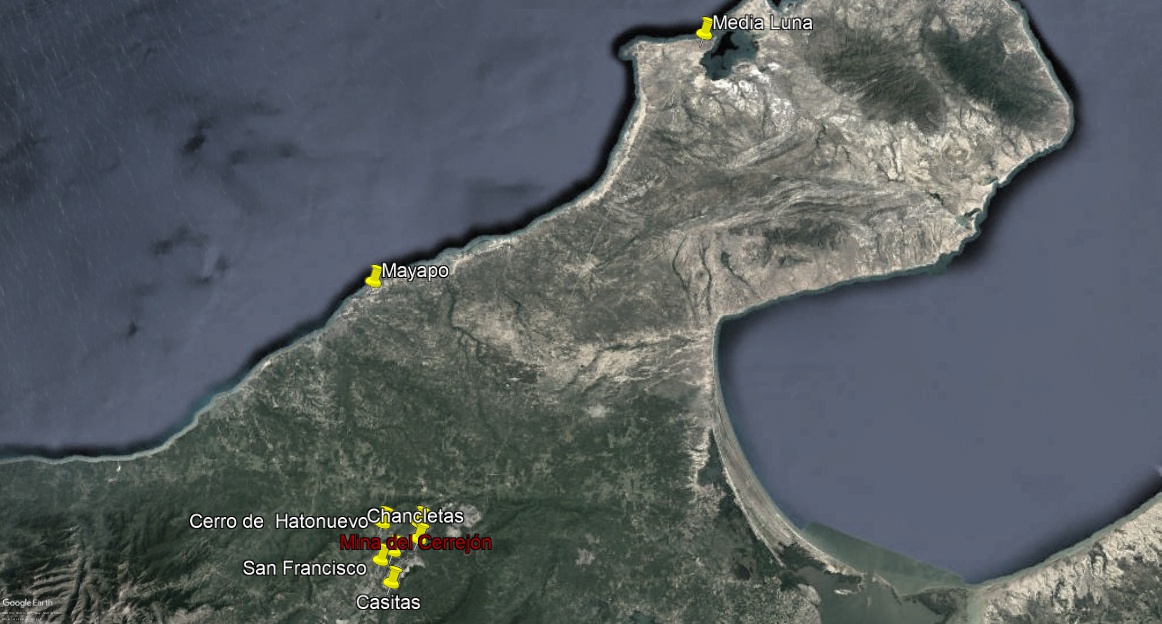 Media Luna
Mayapo
Cerro de  Hatonuevo
Chancletas
Mina del Cerrejón
San Francisco
Casitas
Google Earth